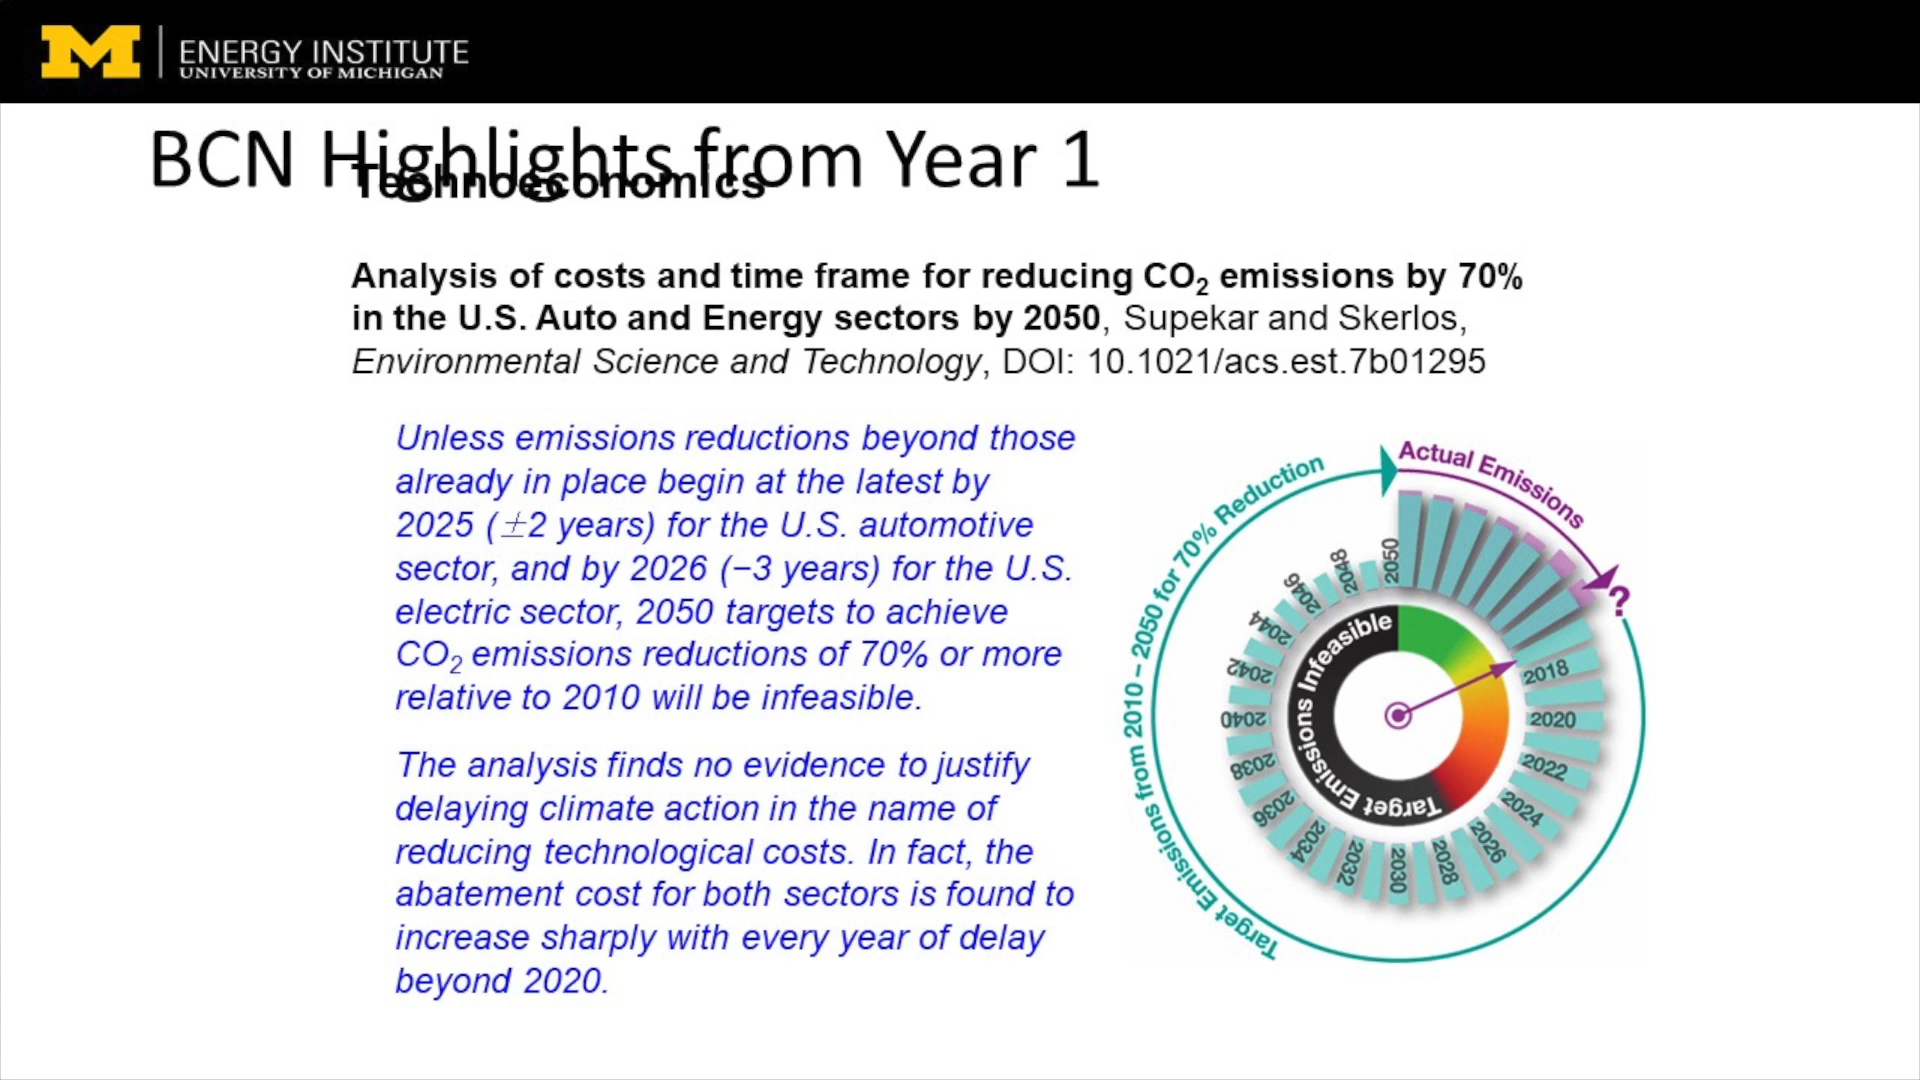 M
ENERGY INSTITUTE
UNIVERSITY OF MICHIGAN
BCN Highlights from Year 1
Technoeconomics
Analysis of costs and time frame for reducing CO₂ emissions by 70%
in the U.S. Auto and Energy sectors by 2050, Supekar and Skerlos,
Environmental Science and Technology, DOI: 10.1021/acs.est.7b01295
Unless emissions reductions beyond those
already in place begin at the latest by
2025 (±2 years) for the U.S. automotive
sector, and by 2026 (−3 years) for the U.S.
electric sector, 2050 targets to achieve
CO₂ emissions reductions of 70% or more
relative to 2010 will be infeasible.
The analysis finds no evidence to justify
delaying climate action in the name of
reducing technological costs. In fact, the
abatement cost for both sectors is found to
increase sharply with every year of delay
beyond 2020.
Target Emissions from 2010 – 2050 for 70% Reduction
Actual Emissions
?
2018
2020
2022
2024
2026
2028
2030
2032
2034
2036
2038
2040
2042
2044
2046
2048
2050
Target Emissions Infeasible